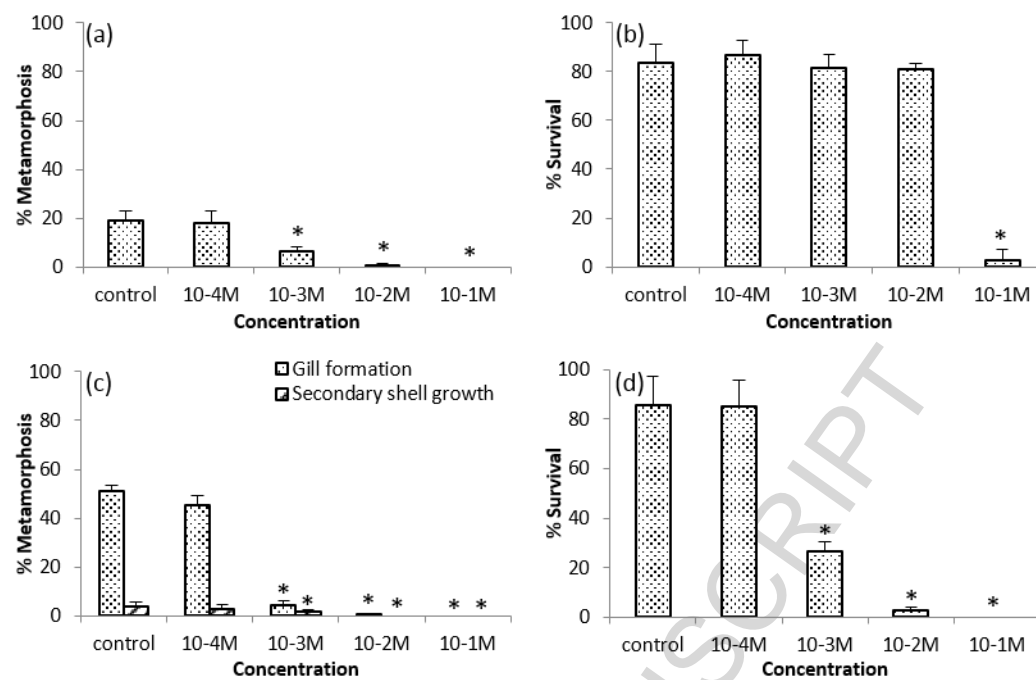 (a)
% Metamorphosis
100
80
60
40
20
0
* * *
control 10-4M 10-3M 10-2M 10-1M
Concentration
(b)
% Survival
100
80
60
40
20
0
*
control 10-4M 10-3M 10-2M 10-1M
Concentration
(c)
% Metamorphosis
100
80
60
40
20
0
Gill formation
Secondary shell growth
* * * * * *
control 10-4M 10-3M 10-2M 10-1M
Concentration
(d)
% Survival
100
80
60
40
20
0
* * *
control 10-4M 10-3M 10-2M 10-1M
Concentration